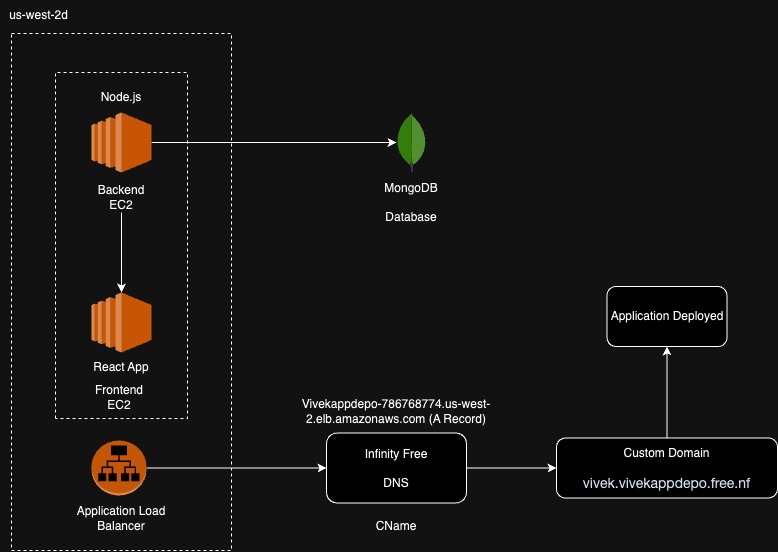 us-west-2d
Node.js
Backend
EC2
MongoDB
Database
React App
Frontend
EC2
Application Deployed
Vivekappdepo-786768774.us-west-
2.elb.amazonaws.com (A Record)
Infinity Free
DNS
CName
Custom Domain
vivek.vivekappdepo.free.nf
Application Load
Balancer